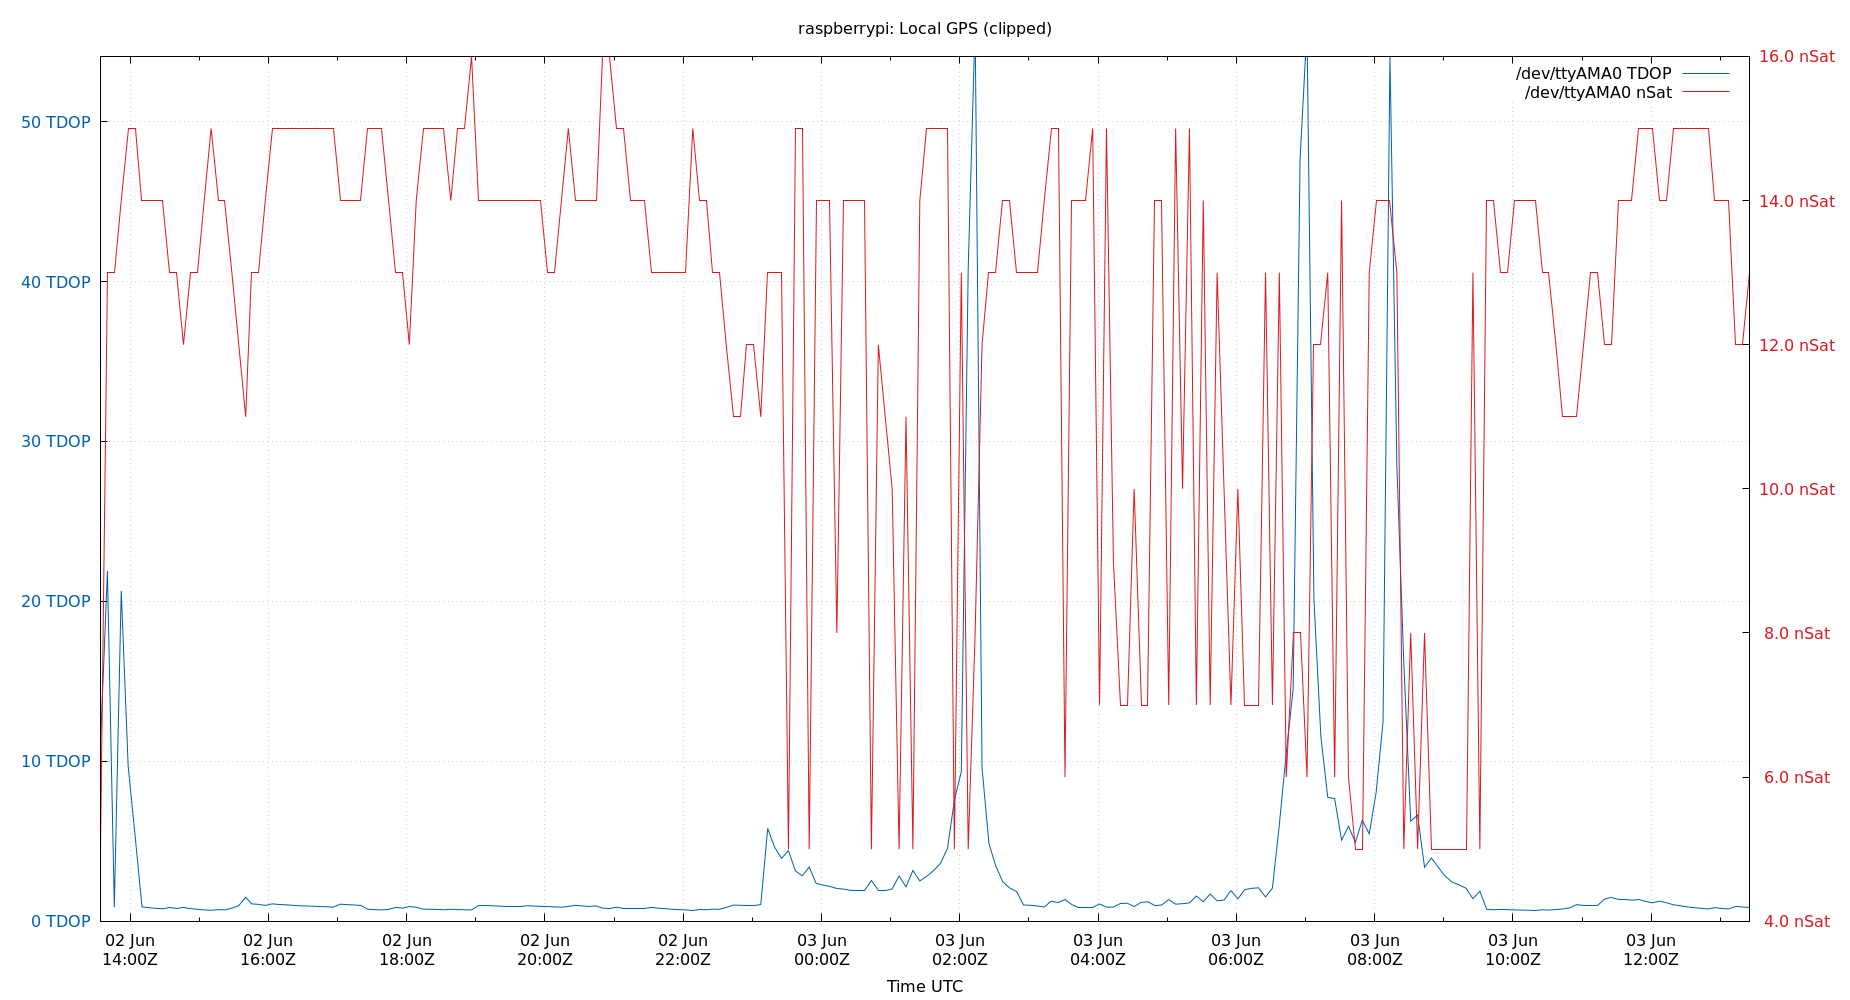 raspberrypi: Local GPS (clipped)
/dev/ttyAMA0 TDOP
/dev/ttyAMA0 nSat
50 TDOP
40 TDOP
30 TDOP
20 TDOP
10 TDOP
0 TDOP
16.0 nSat
14.0 nSat
12.0 nSat
10.0 nSat
8.0 nSat
6.0 nSat
4.0 nSat
02 Jun 02 Jun 02 Jun 02 Jun 02 Jun 03 Jun 03 Jun 03 Jun 03 Jun 03 Jun 03 Jun 03 Jun
14:00Z 16:00Z 18:00Z 20:00Z 22:00Z 00:00Z 02:00Z 04:00Z 06:00Z 08:00Z 10:00Z 12:00Z
Time UTC